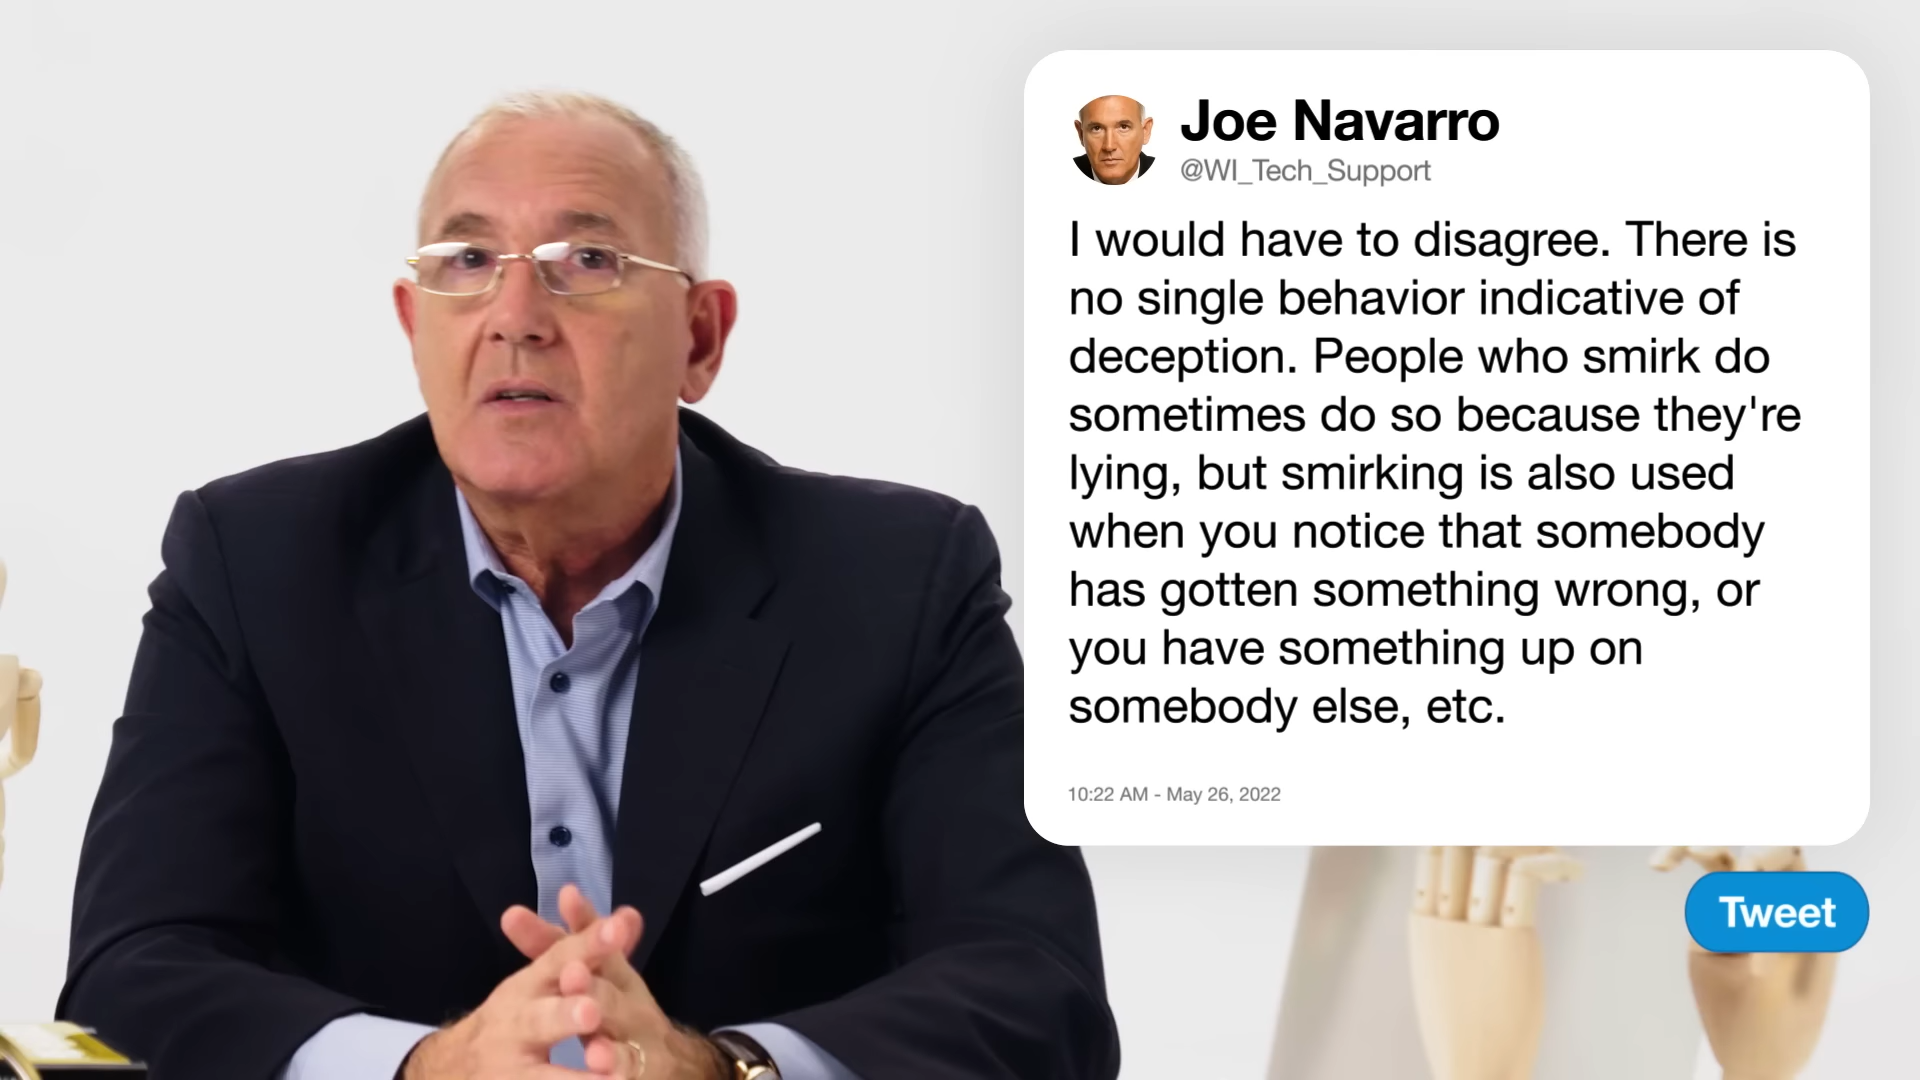 Joe Navarro
@WI_Tech_Support
I would have to disagree. There is
no single behavior indicative of
deception. People who smirk do
sometimes do so because they're
lying, but smirking is also used
when you notice that somebody
has gotten something wrong, or
you have something up on
somebody else, etc.
10:22 AM - May 26, 2022
Tweet